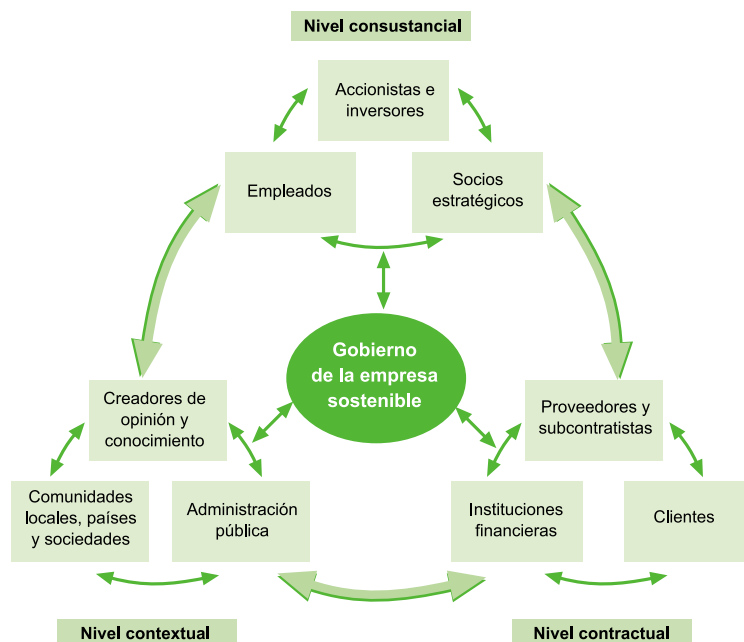 Nivel consustancial
Accionistas e
inversores
Empleados
Socios
estratégicos
Gobierno
de la empresa
sostenible
Creadores de
opinión y
conocimiento
Proveedores y
subcontratistas
Comunidades
locales, países
y sociedades
Administración
pública
Instituciones
financieras
Clientes
Nivel contextual
Nivel contractual